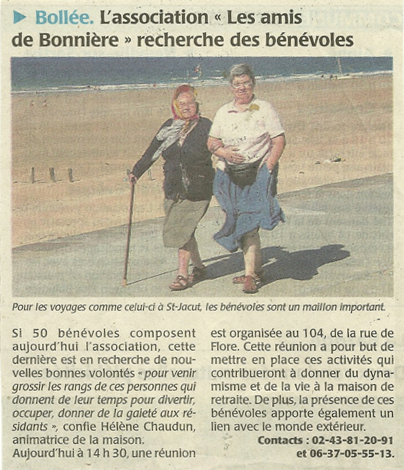 ▶ Bollée. L'association « Les amis
de Bonnière » recherche des bénévoles
Pour les voyages comme celui-ci à St-Jacut, les bénévoles sont un maillon important.
Si 50 bénévoles composent
aujourd'hui l'association, cette
dernière est en recherche de nou-
velles bonnes volontés « pour venir
grossir les rangs de ces personnes qui
donnent de leur temps pour divertir,
occuper, donner de la gaieté aux ré-
sidants », confie Hélène Chaudun,
animatrice de la maison.
Aujourd'hui à 14 h 30, une réunion
est organisée au 104, de la rue de
Flore. Cette réunion a pour but de
mettre en place ces activités qui
contribueront à donner du dyna-
misme et de la vie à la maison de
retraite. De plus, la présence de ces
bénévoles apporte également un
lien avec le monde extérieur.
Contacts : 02-43-81-20-91
et 06-37-05-55-13.